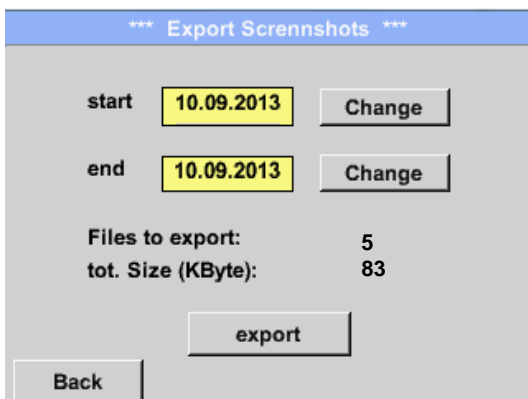 *** Export Scrennshots ***
start 10.09.2013 Change
end 10.09.2013 Change
Files to export: 5
tot. Size (KByte): 83
export
Back